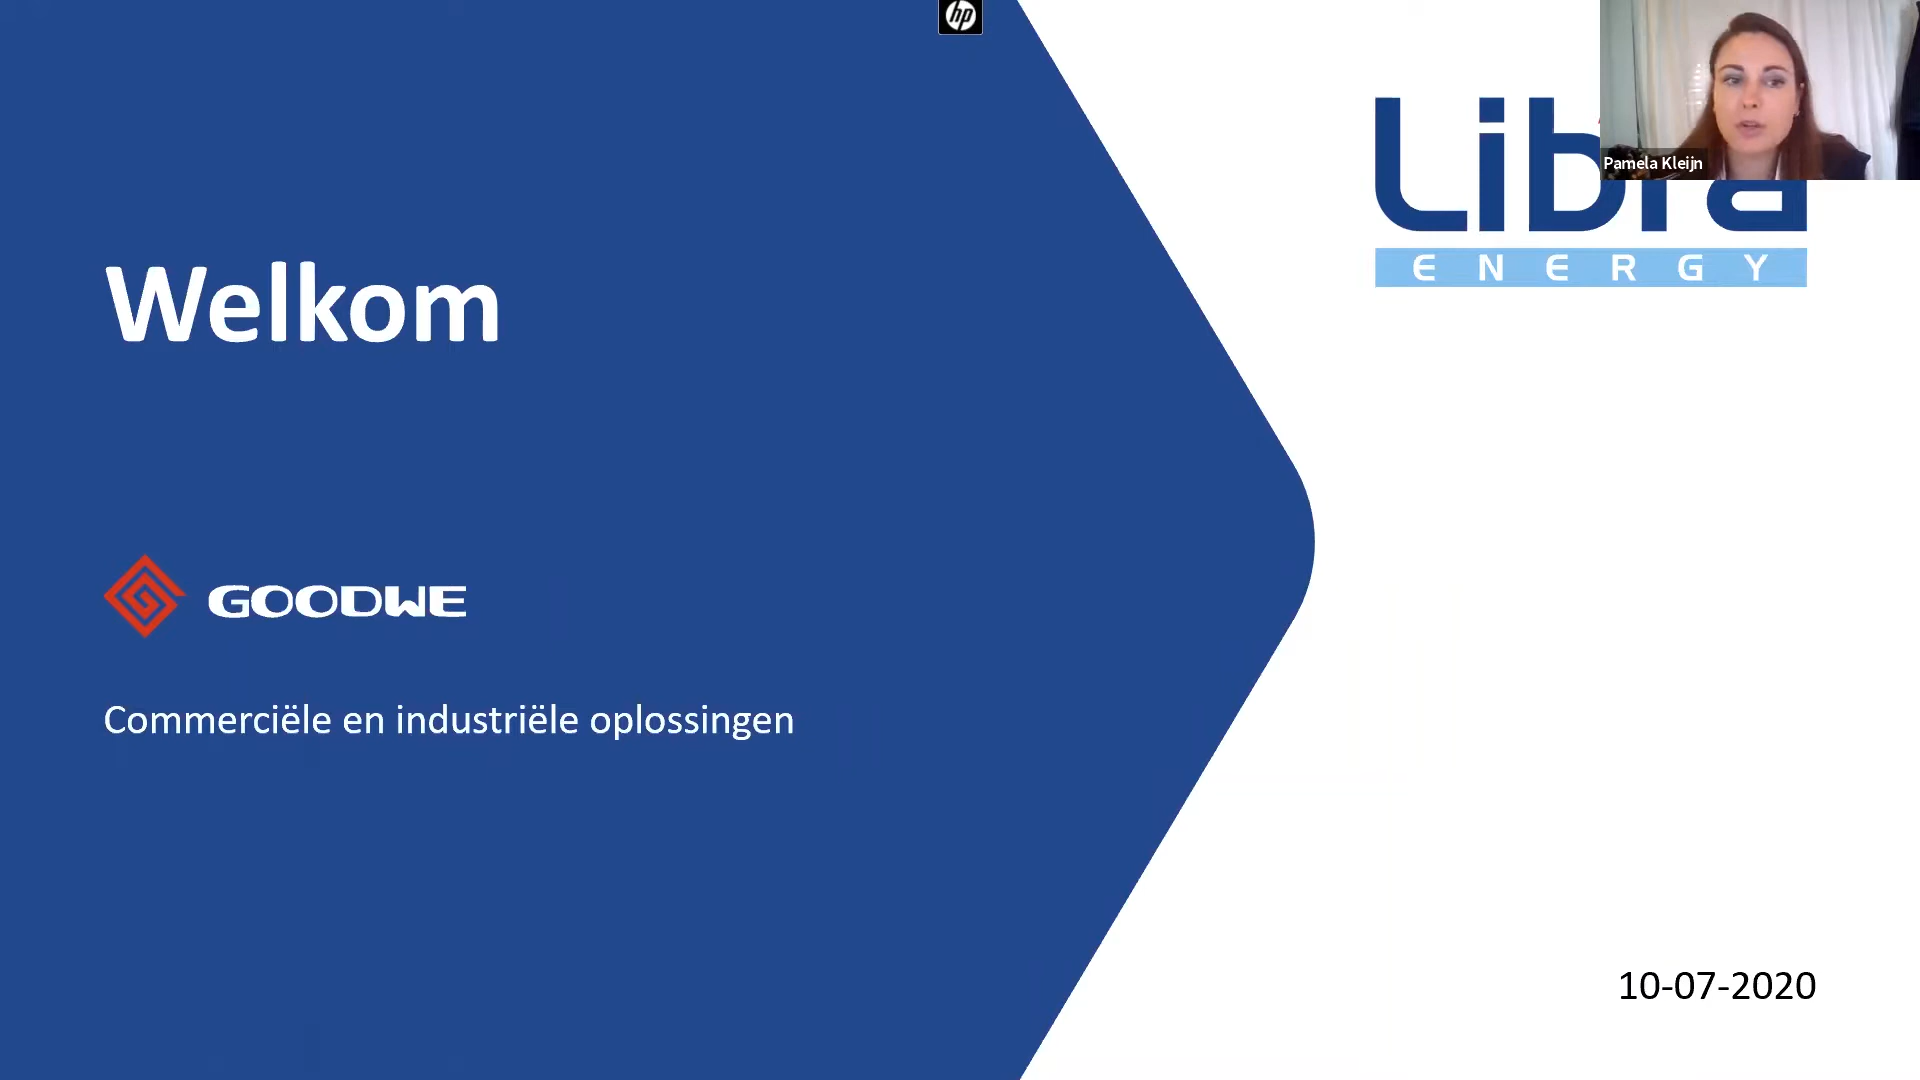 hp
Libra
ENERGY
Pamela Kleijn
Welkom
GOODWE
Commerciële en industriële oplossingen
10-07-2020